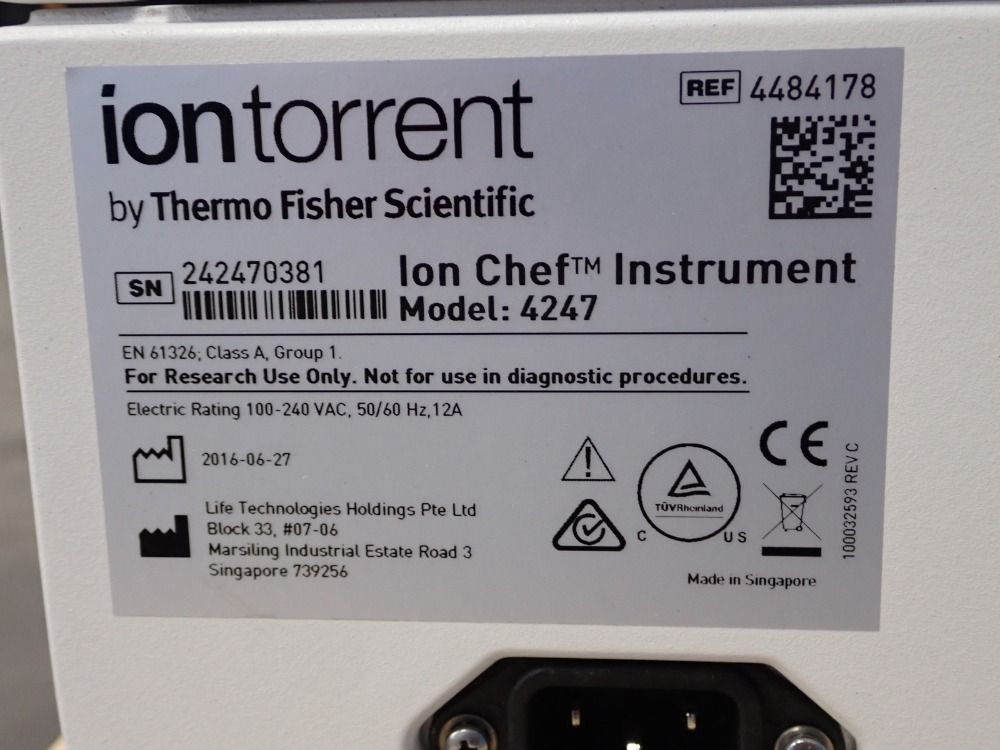 iontorrent
by Thermo Fisher Scientific
REF 4484178
SN 242470381
Ion Chef™ Instrument
Model: 4247
EN 61326; Class A, Group 1.
For Research Use Only. Not for use in diagnostic procedures.
Electric Rating 100-240 VAC, 50/60 Hz,12A
2016-06-27
Life Technologies Holdings Pte Ltd
Block 33, #07-06
Marsiling Industrial Estate Road 3
Singapore 739256
TÜVRheinland
C US
CE
100032593 REV C
Made in Singapore